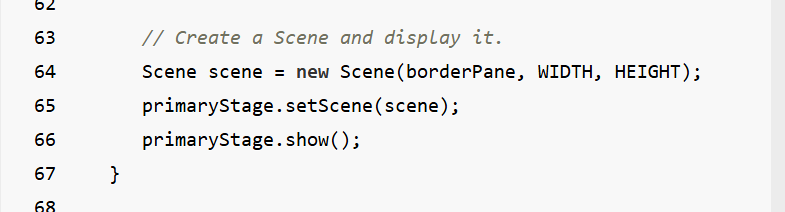 62
63 // Create a Scene and display it.
64 Scene scene = new Scene(borderPane, WIDTH, HEIGHT);
65 primaryStage.setScene(scene);
66 primaryStage.show();
67 }
68